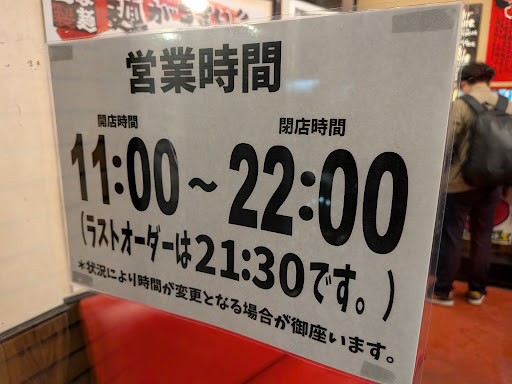 営業時間
開店時間 閉店時間
11:00～22:00
(ラストオーダーは21:30です。)
*状況により時間が変更となる場合が御座います。